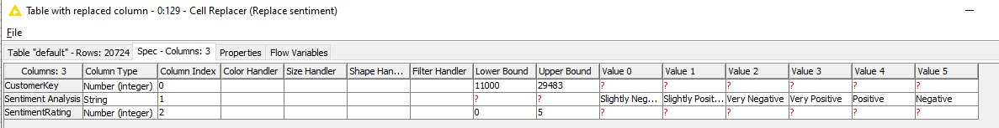 Table with replaced column - 0:129 - Cell Replacer (Replace sentiment)
File
Table "default" - Rows: 20724 Spec - Columns: 3 Properties Flow Variables
Columns: 3 Column Type Column Index Color Handler Size Handler Shape Han... Filter Handler Lower Bound Upper Bound Value 0 Value 1 Value 2 Value 3 Value 4 Value 5
CustomerKey Number (integer) 0 11000 29483 ? ? ? ? ? ?
Sentiment Analysis String 1 ? ? Slightly Neg... Slightly Posit... Very Negative Very Positive Positive Negative
SentimentRating Number (integer) 2 0 5 ? ? ? ? ? ?